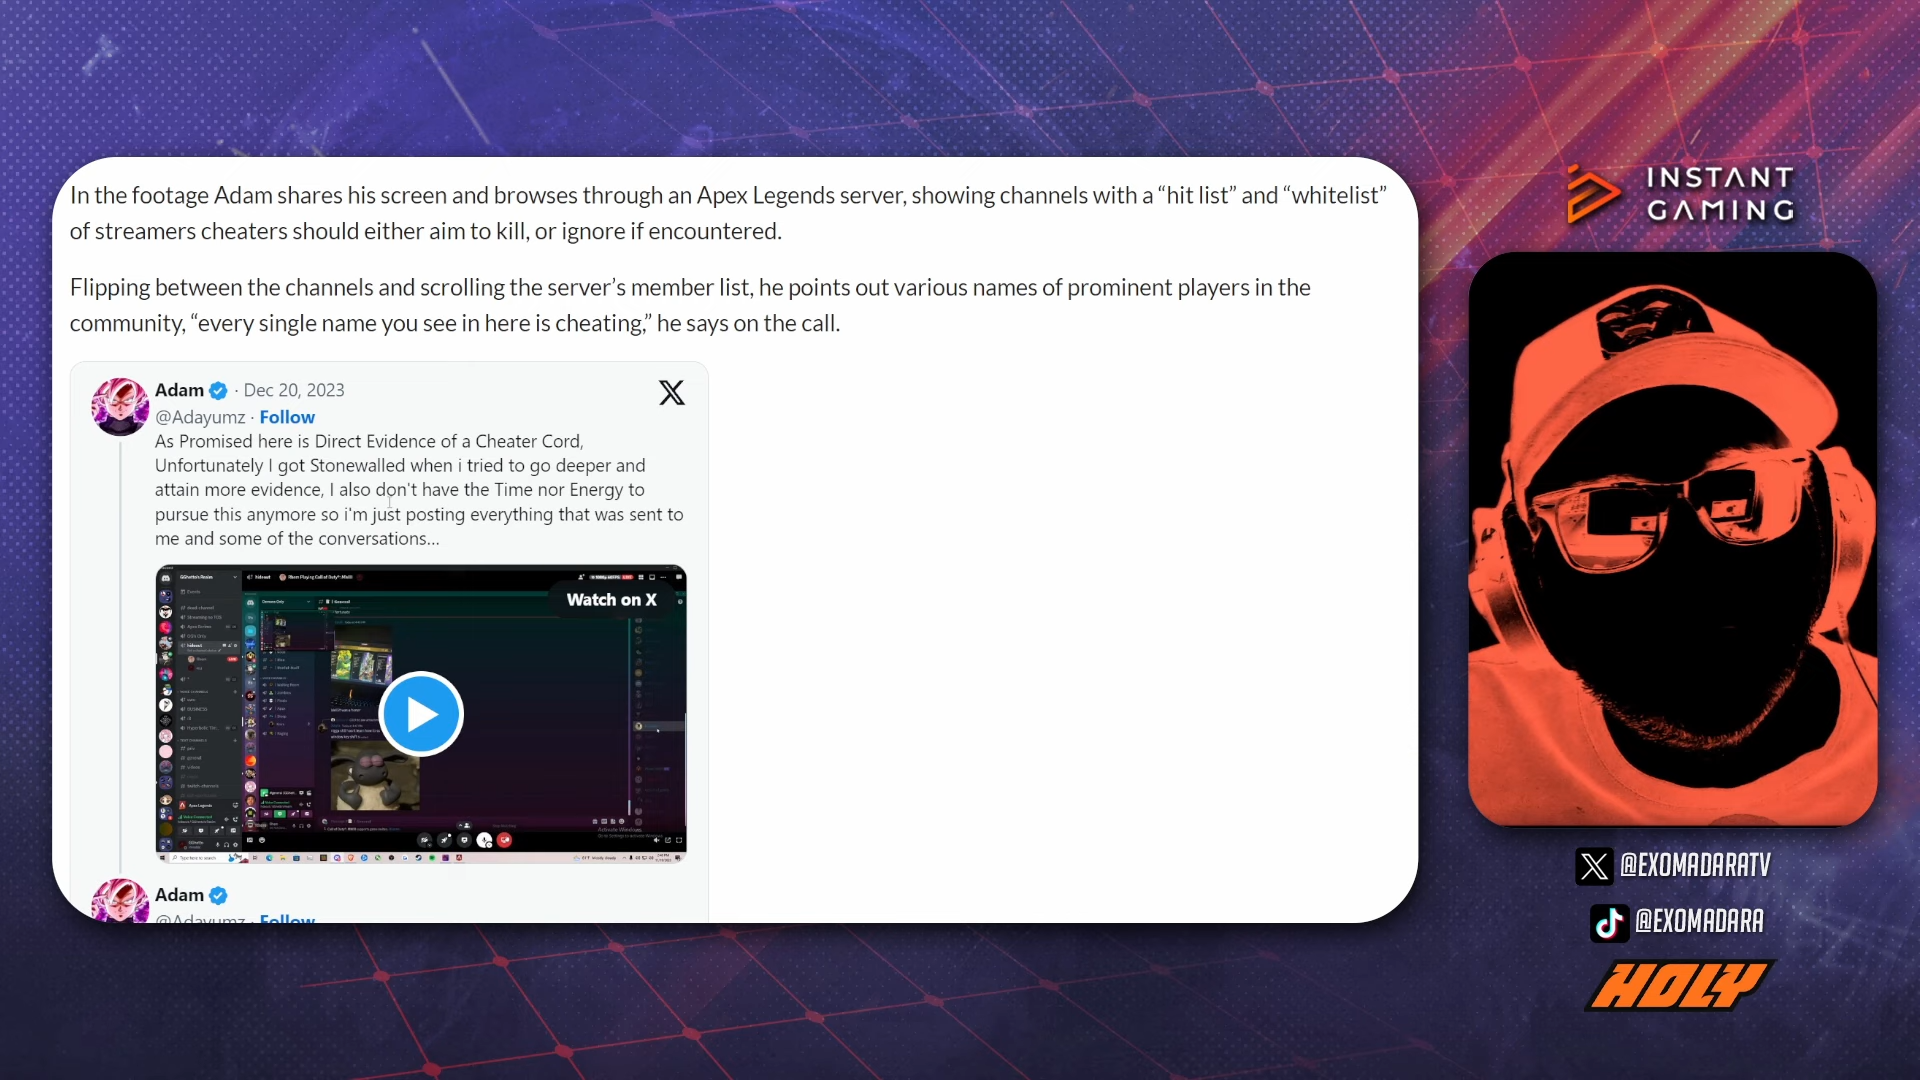 In the footage Adam shares his screen and browses through an Apex Legends server, showing channels with a “hit list” and “whitelist”
of streamers cheaters should either aim to kill, or ignore if encountered.
Flipping between the channels and scrolling the server’s member list, he points out various names of prominent players in the
community, “every single name you see in here is cheating,” he says on the call.
Adam · Dec 20, 2023
@Adayumz · Follow
As Promised here is Direct Evidence of a Cheater Cord,
Unfortunately I got Stonewalled when i tried to go deeper and
attain more evidence, I also don't have the Time nor Energy to
pursue this anymore so i'm just posting everything that was sent to
me and some of the conversations...
Watch on X
Adam
@Adayumz · Follow
INSTANT
GAMING
@EXOMADARATV
@EXOMADARA
HOLY